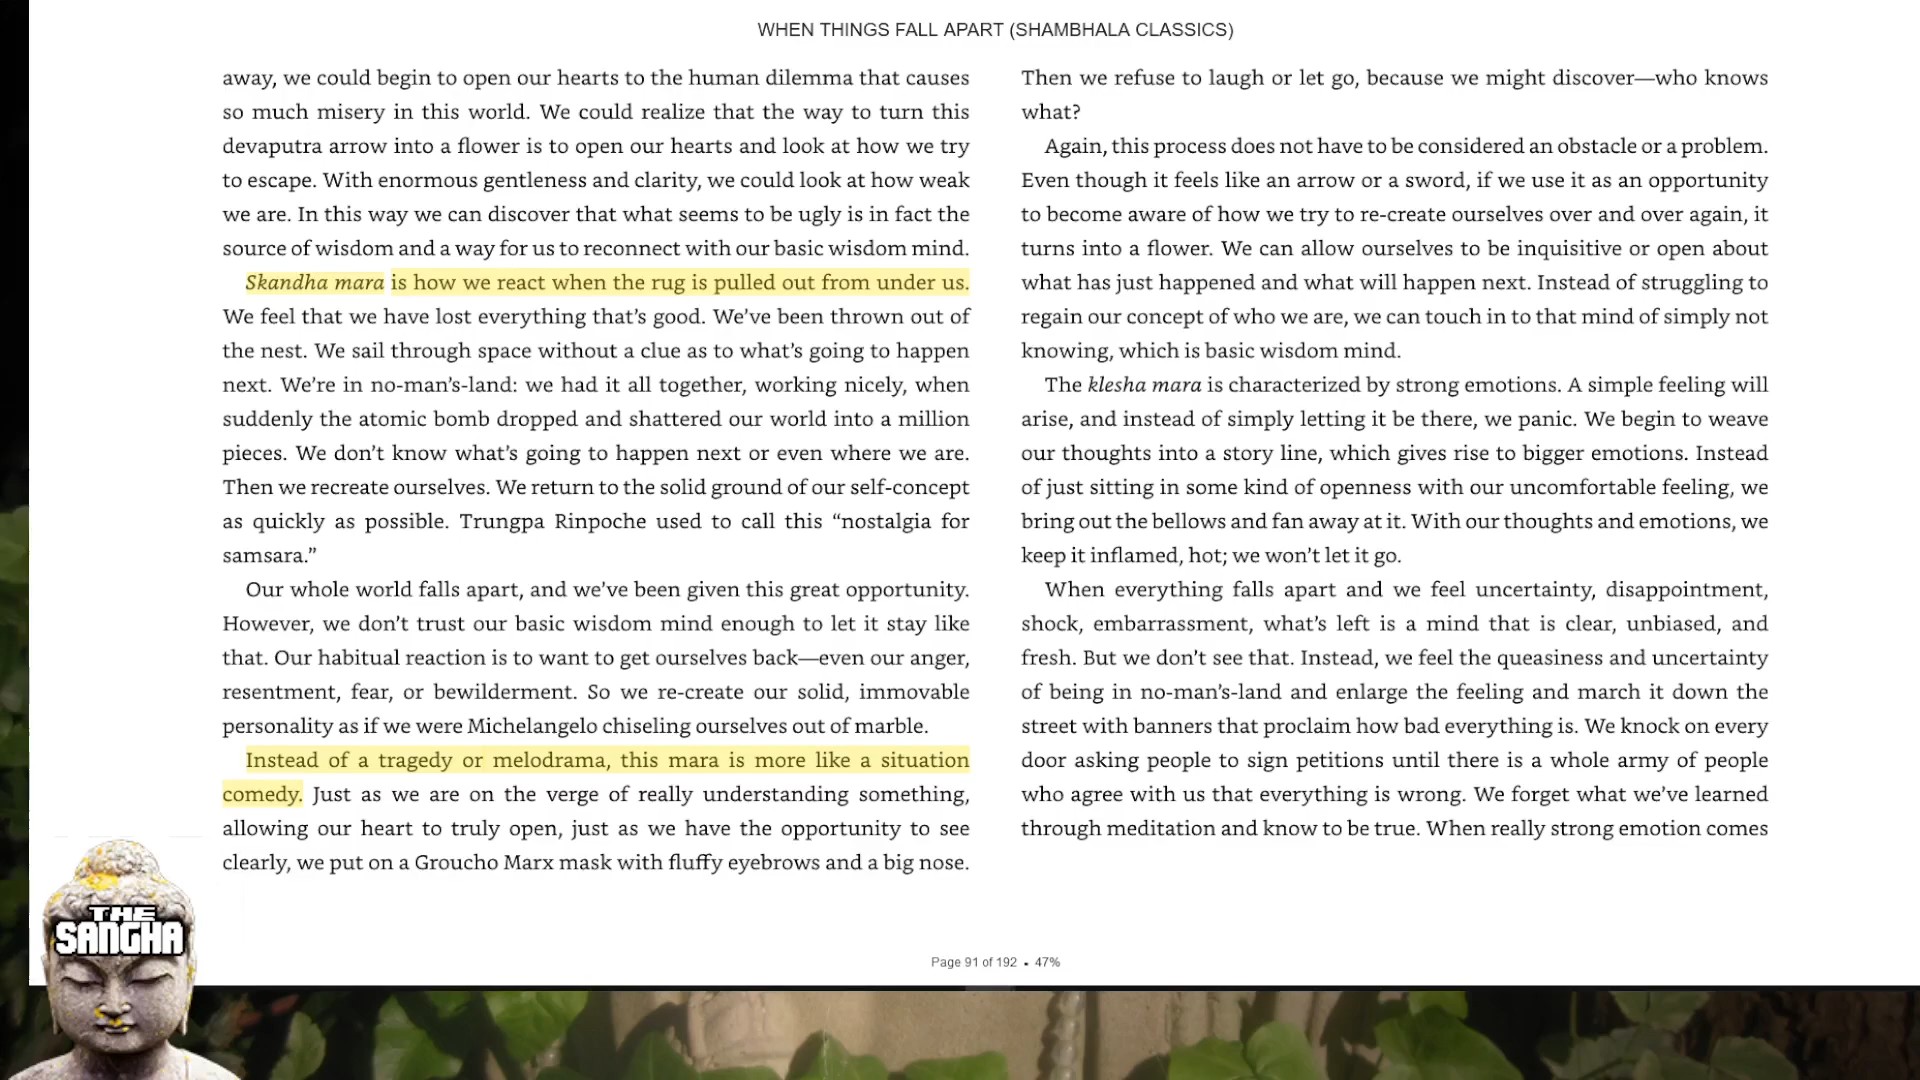 WHEN THINGS FALL APART (SHAMBHALA CLASSICS)
away, we could begin to open our hearts to the human dilemma that causes
so much misery in this world. We could realize that the way to turn this
devaputra arrow into a flower is to open our hearts and look at how we try
to escape. With enormous gentleness and clarity, we could look at how weak
we are. In this way we can discover that what seems to be ugly is in fact the
source of wisdom and a way for us to reconnect with our basic wisdom mind.
Skandha mara is how we react when the rug is pulled out from under us.
We feel that we have lost everything that’s good. We’ve been thrown out of
the nest. We sail through space without a clue as to what’s going to happen
next. We’re in no-man’s-land: we had it all together, working nicely, when
suddenly the atomic bomb dropped and shattered our world into a million
pieces. We don’t know what’s going to happen next or even where we are.
Then we recreate ourselves. We return to the solid ground of our self-concept
as quickly as possible. Trungpa Rinpoche used to call this “nostalgia for
samsara.”
Our whole world falls apart, and we’ve been given this great opportunity.
However, we don’t trust our basic wisdom mind enough to let it stay like
that. Our habitual reaction is to want to get ourselves back—even our anger,
resentment, fear, or bewilderment. So we re-create our solid, immovable
personality as if we were Michelangelo chiseling ourselves out of marble.
Instead of a tragedy or melodrama, this mara is more like a situation
comedy. Just as we are on the verge of really understanding something,
allowing our heart to truly open, just as we have the opportunity to see
clearly, we put on a Groucho Marx mask with fluffy eyebrows and a big nose.
Then we refuse to laugh or let go, because we might discover—who knows
what?
Again, this process does not have to be considered an obstacle or a problem.
Even though it feels like an arrow or a sword, if we use it as an opportunity
to become aware of how we try to re-create ourselves over and over again, it
turns into a flower. We can allow ourselves to be inquisitive or open about
what has just happened and what will happen next. Instead of struggling to
regain our concept of who we are, we can touch in to that mind of simply not
knowing, which is basic wisdom mind.
The klesha mara is characterized by strong emotions. A simple feeling will
arise, and instead of simply letting it be there, we panic. We begin to weave
our thoughts into a story line, which gives rise to bigger emotions. Instead
of just sitting in some kind of openness with our uncomfortable feeling, we
bring out the bellows and fan away at it. With our thoughts and emotions, we
keep it inflamed, hot; we won’t let it go.
When everything falls apart and we feel uncertainty, disappointment,
shock, embarrassment, what’s left is a mind that is clear, unbiased, and
fresh. But we don’t see that. Instead, we feel the queasiness and uncertainty
of being in no-man’s-land and enlarge the feeling and march it down the
street with banners that proclaim how bad everything is. We knock on every
door asking people to sign petitions until there is a whole army of people
who agree with us that everything is wrong. We forget what we’ve learned
through meditation and know to be true. When really strong emotion comes
THE
SANGHA
Page 91 of 192 • 47%